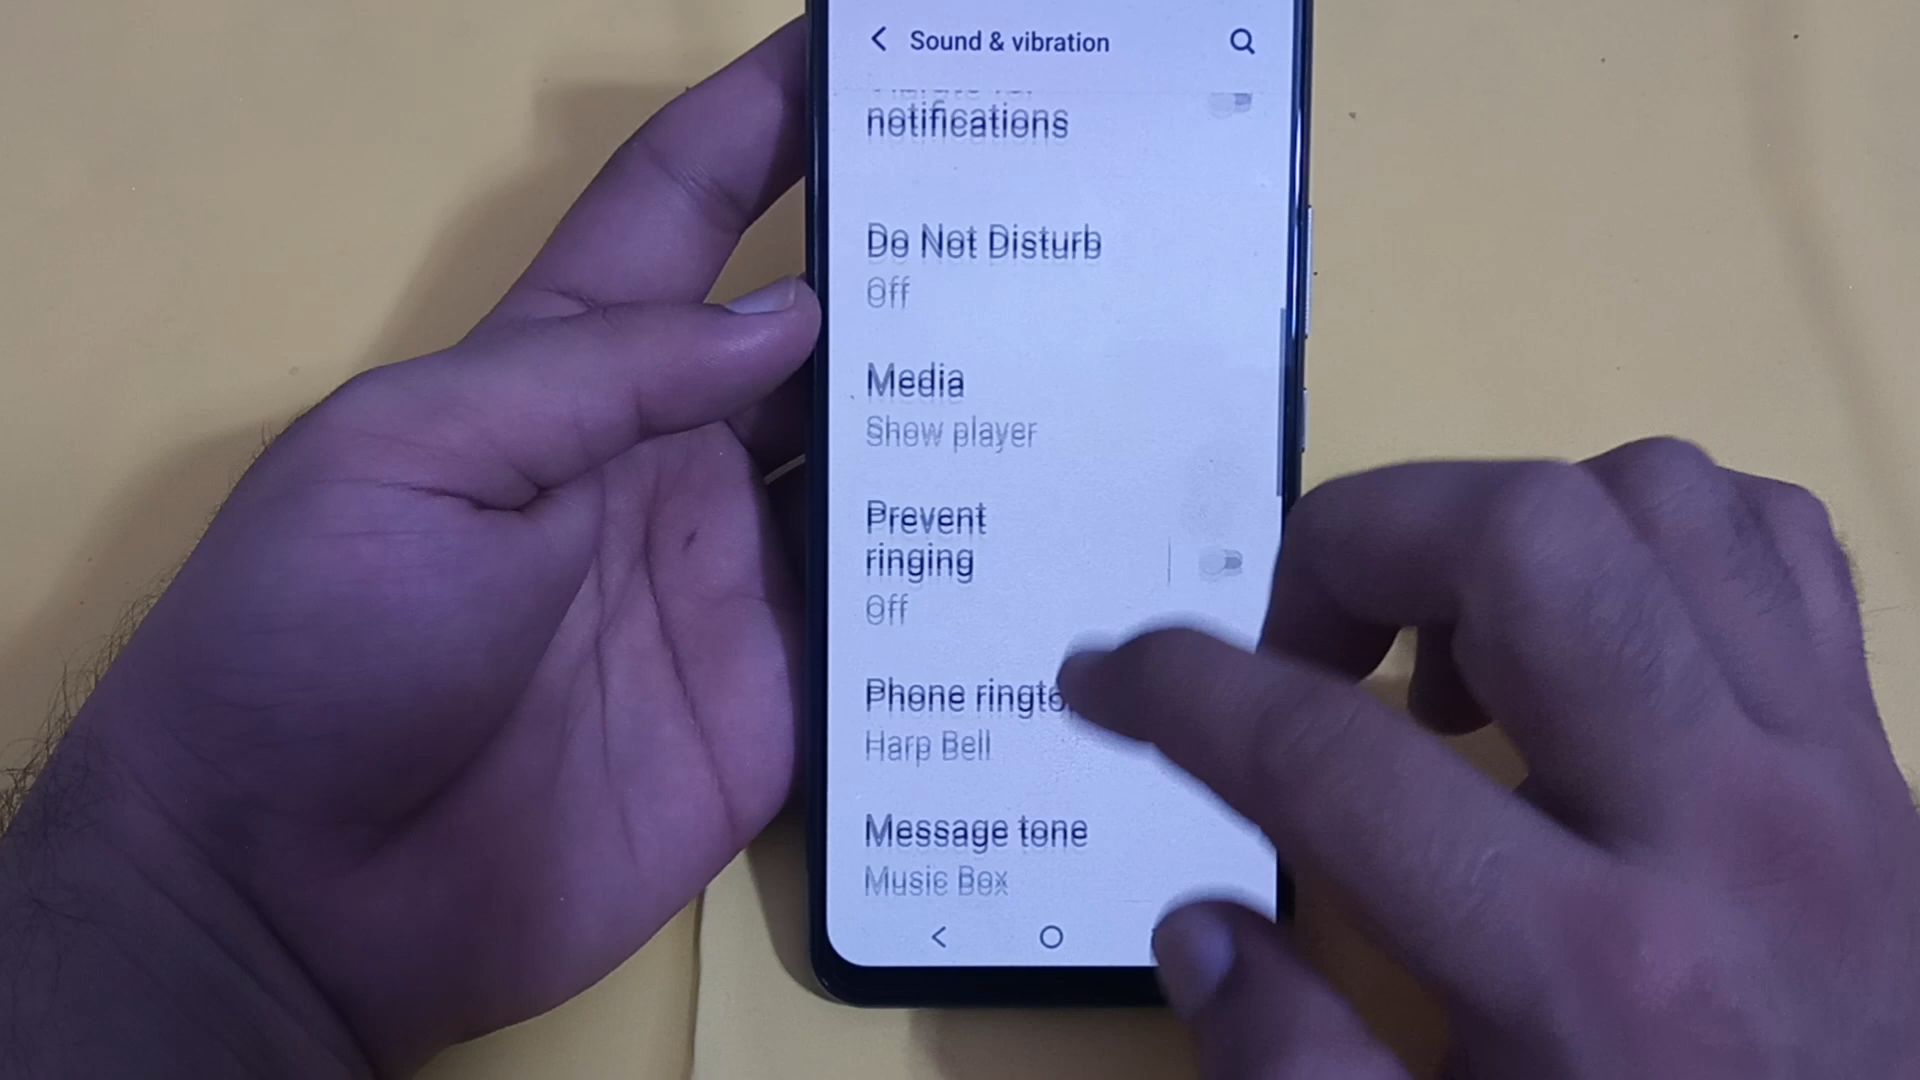 Sound & vibration
notifications
Do Not Disturb
Off
Media
Show player
Prevent
ringing
Off
Phone
Harp Bell
Message tone
Music Box